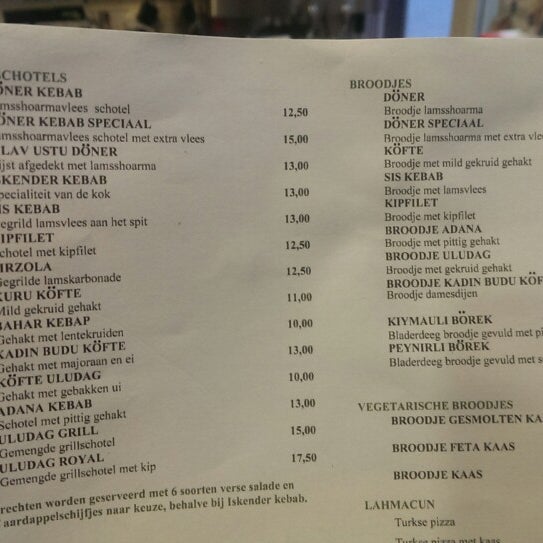 SCHOTELS
DÖNER KEBAB
lamsshoarmavlees schotel 12,50
DÖNER KEBAB SPECIAAL
lamsshoarmavlees schotel met extra vlees 15,00
PILAV USTU DÖNER
Rijst afgedekt met lamsshoarma 13,00
ISKENDER KEBAB
specialiteit van de kok 13,00
SIS KEBAB
Gegrild lamsvlees aan het spit 13,00
KIPFILET
Schotel met kipfilet 12,50
PIRZOLA
Gegrilde lamskarbonade 12,50
KURU KÖFTE
Mild gekruid gehakt 11,00
BAHAR KEBAP
Gehakt met lentekruiden 10,00
KADIN BUDU KÖFTE
Gehakt met majoraan en ei 13,00
KÖFTE ULUDAG
Gehakt met gebakken ui 10,00
ADANA KEBAB
Schotel met pittig gehakt 13,00
ULUDAG GRILL
Gemengde grillschotel 15,00
ULUDAG ROYAL
Gemengde grillschotel met kip 17,50
rechten worden geserveerd met 6 soorten verse salade en
aardappelschijfjes naar keuze, behalve bij Iskender kebab.
BROODJES
DÖNER
Broodje lamsshoarma
DÖNER SPECIAAL
Broodje lamsshoarma met extra vlee
KÖFTE
Broodje met mild gekruid gehakt
SIS KEBAB
Broodje met lamsvlees
KIPFILET
Broodje met kipfilet
BROODJE ADANA
Broodje met pittig gehakt
BROODJE ULUDAG
Broodje met gekruid gehakt
BROODJE KADIN BUDU KÖF
Broodje damesdijen
KIYMAULI BÖREK
Bladerdeeg broodje gevuld met pi
PEYNIRLI BÖREK
Bladerdeeg broodje gevuld met s
VEGETARISCHE BROODJES
BROODJE GESMOLTEN KA
BROODJE FETA KAAS
BROODJE KAAS
LAHMACUN
Turkse pizza
Turkse pizza met kaas